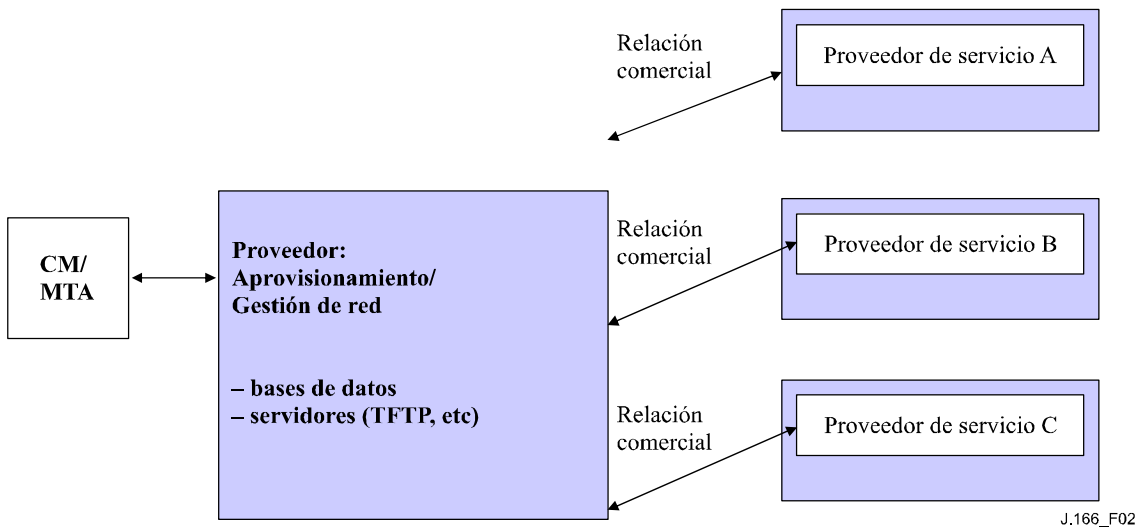 Relación
comercial
Proveedor de servicio A
CM/
MTA
Proveedor:
Aprovisionamiento/
Gestión de red
– bases de datos
– servidores (TFTP, etc)
Relación
comercial
Proveedor de servicio B
Relación
comercial
Proveedor de servicio C
J.166_F02